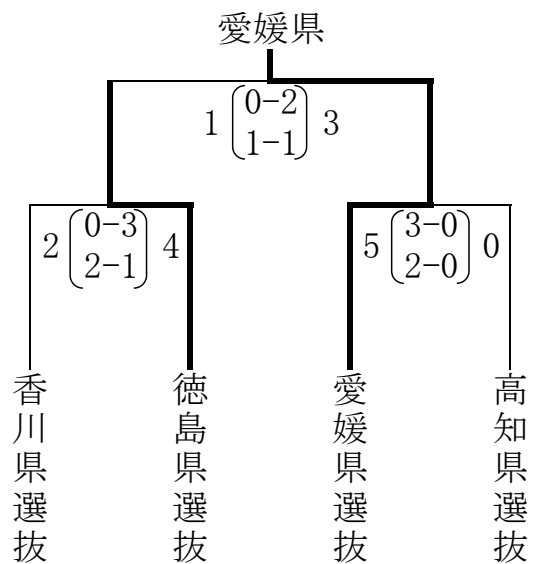 愛媛県
1 (0-2 1-1) 3
2 (0-3 2-1) 4
5 (3-0 2-0) 0
香川県選抜
徳島県選抜
愛媛県選抜
高知県選抜